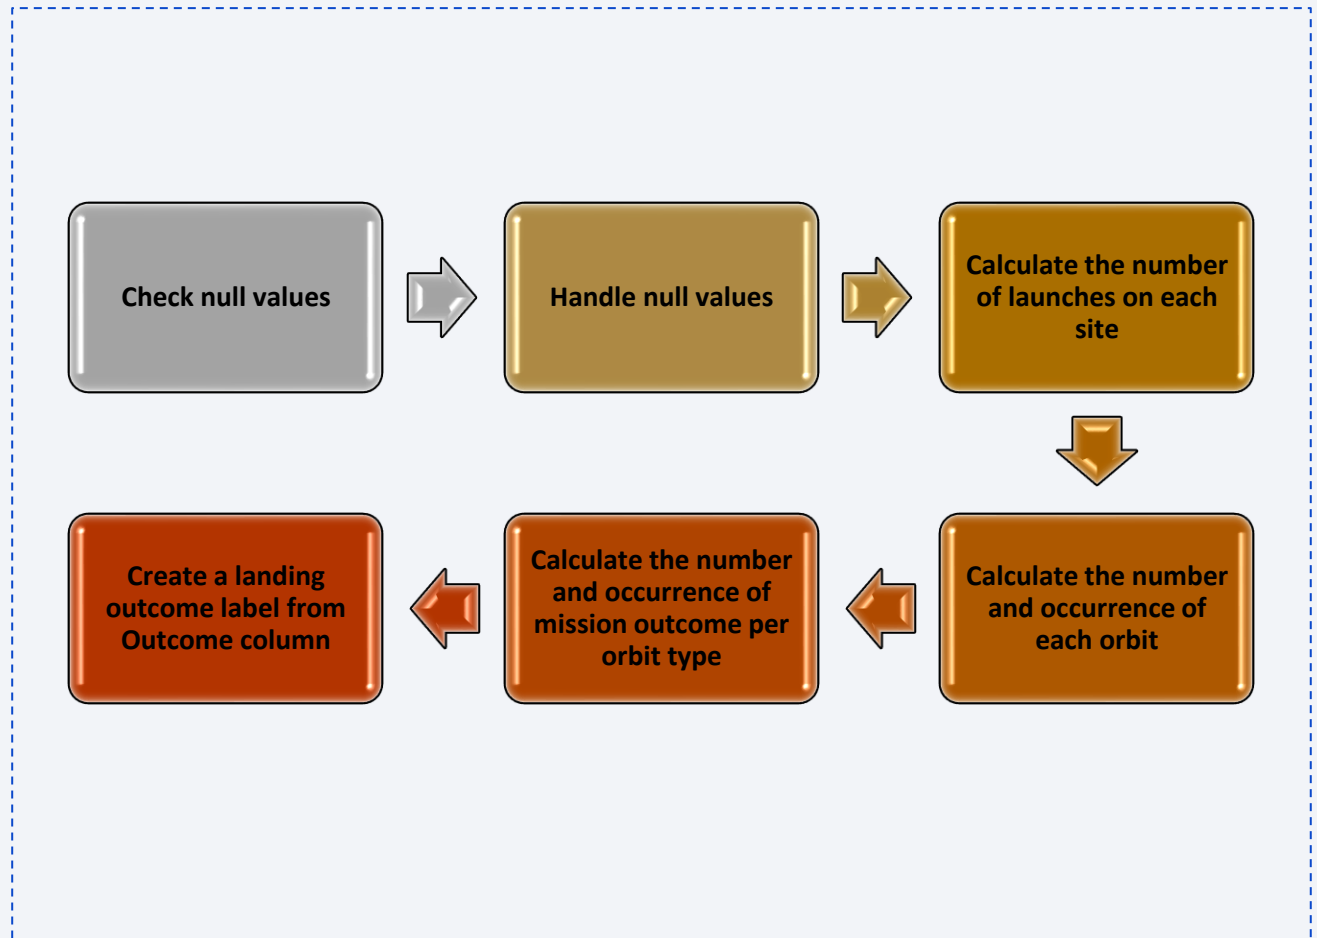 Check null values
Handle null values
Calculate the number
of launches on each
site
Calculate the number
and occurrence of
each orbit
Calculate the number
and occurrence of
mission outcome per
orbit type
Create a landing
outcome label from
Outcome column